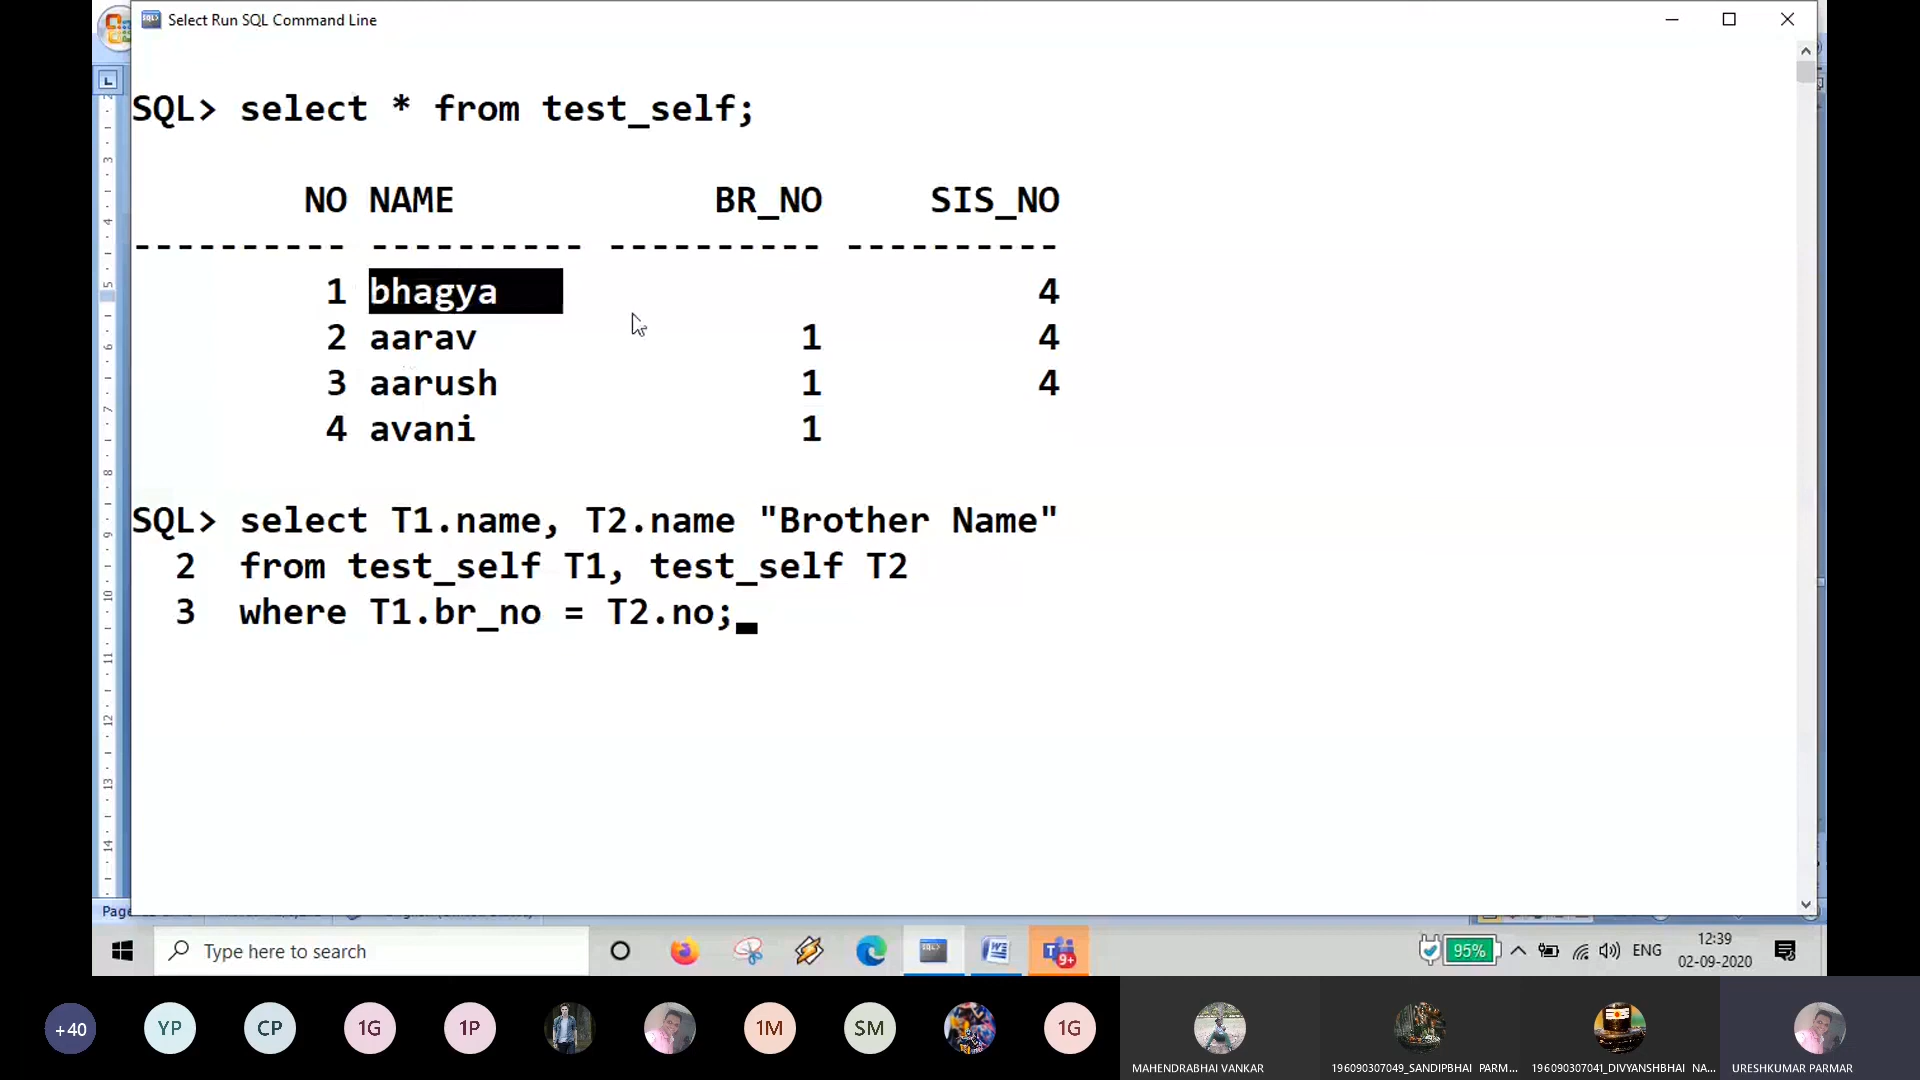 Select Run SQL Command Line
SQL> select * from test_self;
NO NAME BR_NO SIS_NO
---------- ---------- ---------- ----------
1 bhagya 4
2 aarav 1 4
3 aarush 1 4
4 avani 1
SQL> select T1.name, T2.name "Brother Name"
2 from test_self T1, test_self T2
3 where T1.br_no = T2.no;
Page
Type here to search
95%
ENG
12:39
02-09-2020
9+
+40
YP
CP
1G
1P
1M
SM
1G
MAHENDRABHAI VANKAR
196090307049_SANDIPBHAI PARM...
196090307041_DIVYANSHBHAI NA...
URESHKUMAR PARMAR